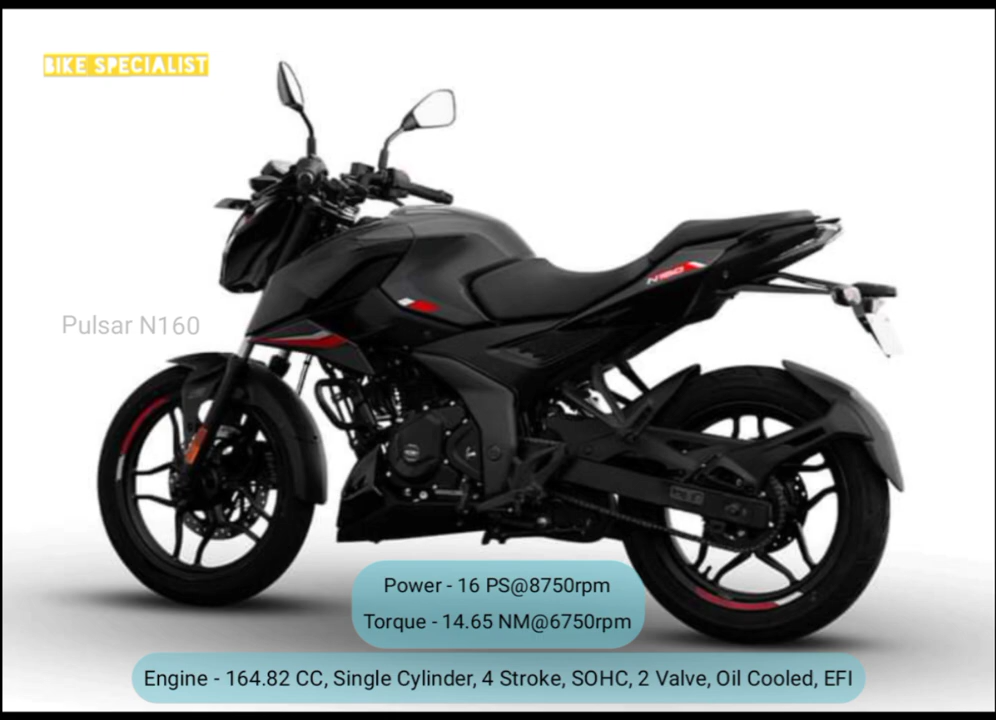 BIKE SPECIALIST
N160
Pulsar N160
Power - 16 PS@8750rpm
Torque - 14.65 NM@6750rpm
Engine - 164.82 CC, Single Cylinder, 4 Stroke, SOHC, 2 Valve, Oil Cooled, EFI